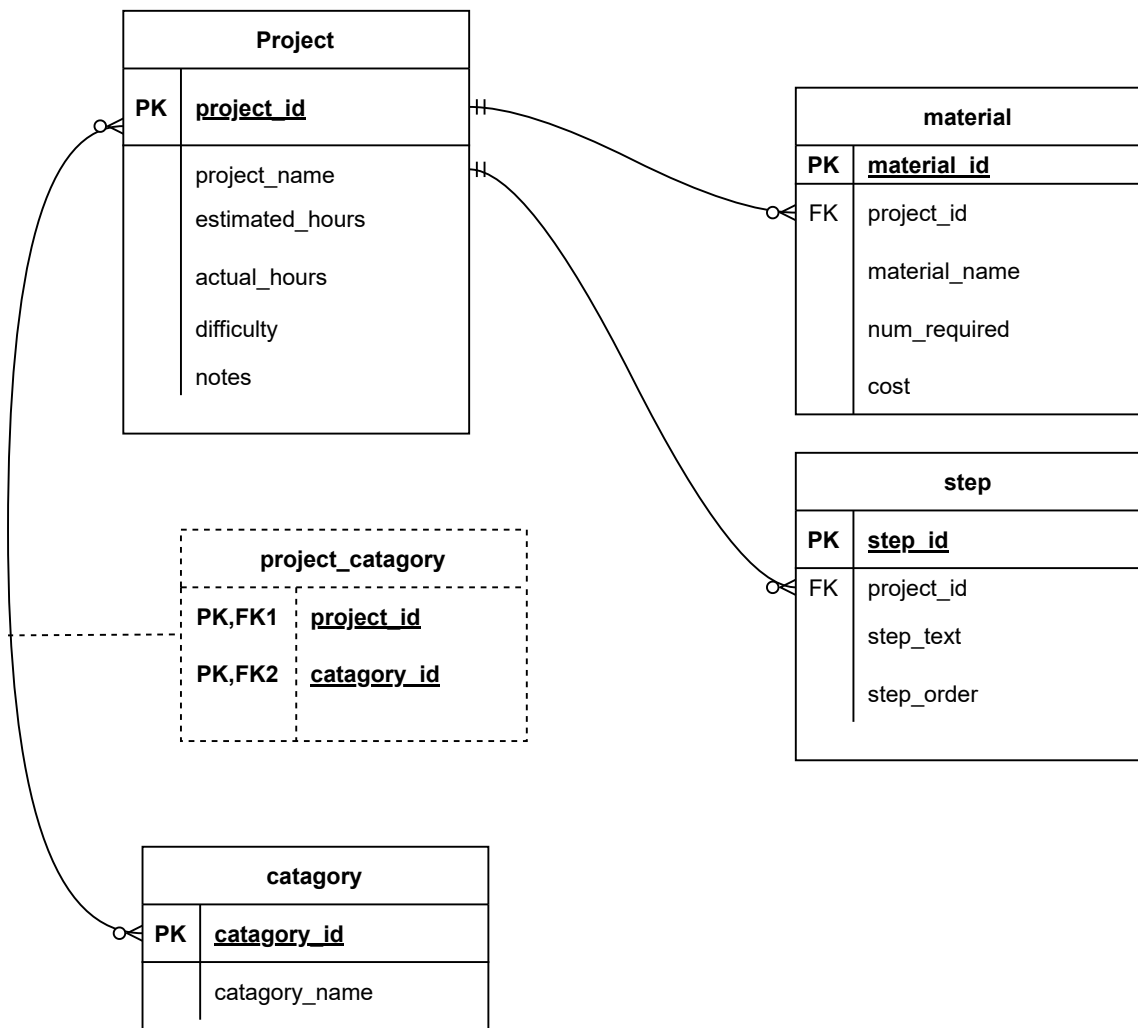 Project
PK project_id
project_name
estimated_hours
actual_hours
difficulty
notes
material
PK material_id
FK project_id
material_name
num_required
cost
step
PK step_id
FK project_id
step_text
step_order
project_catagory
PK,FK1 project_id
PK,FK2 catagory_id
catagory
PK catagory_id
catagory_name